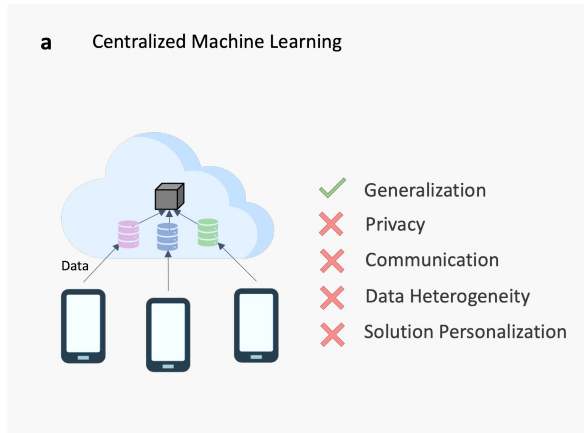 a Centralized Machine Learning
Generalization
Privacy
Communication
Data
Data Heterogeneity
Solution Personalization